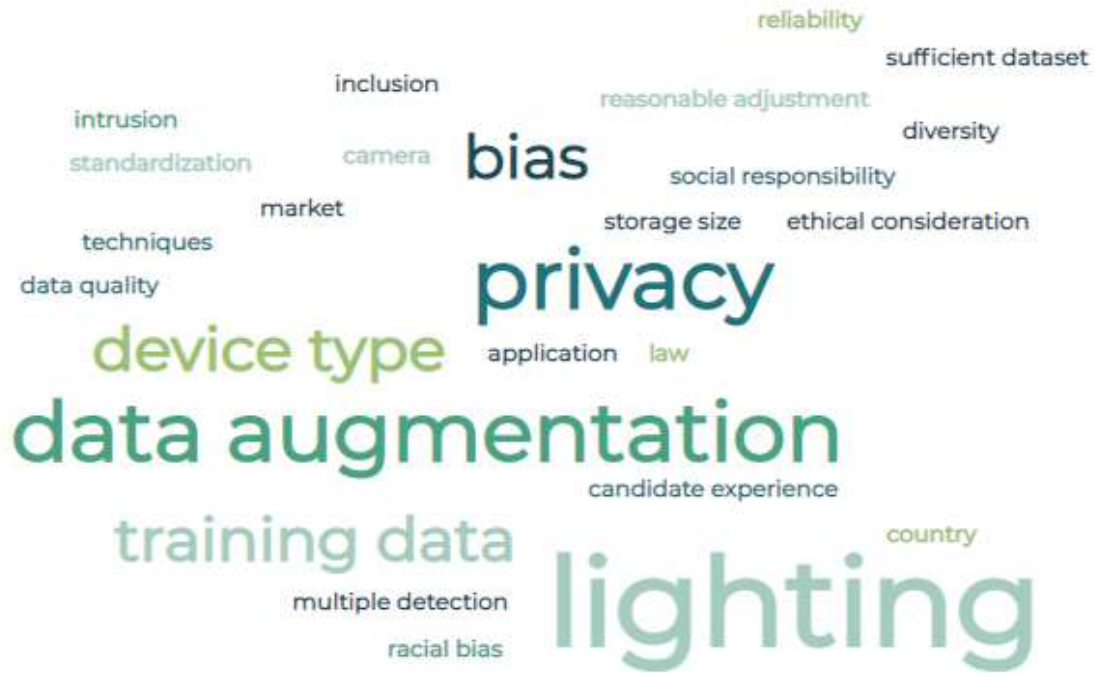 reliability
sufficient dataset
inclusion
reasonable adjustment
intrusion
diversity
standardization
camera
bias
social responsibility
market
storage size
ethical consideration
techniques
data quality
privacy
device type
application
law
data augmentation
candidate experience
training data
country
multiple detection
lighting
racial bias